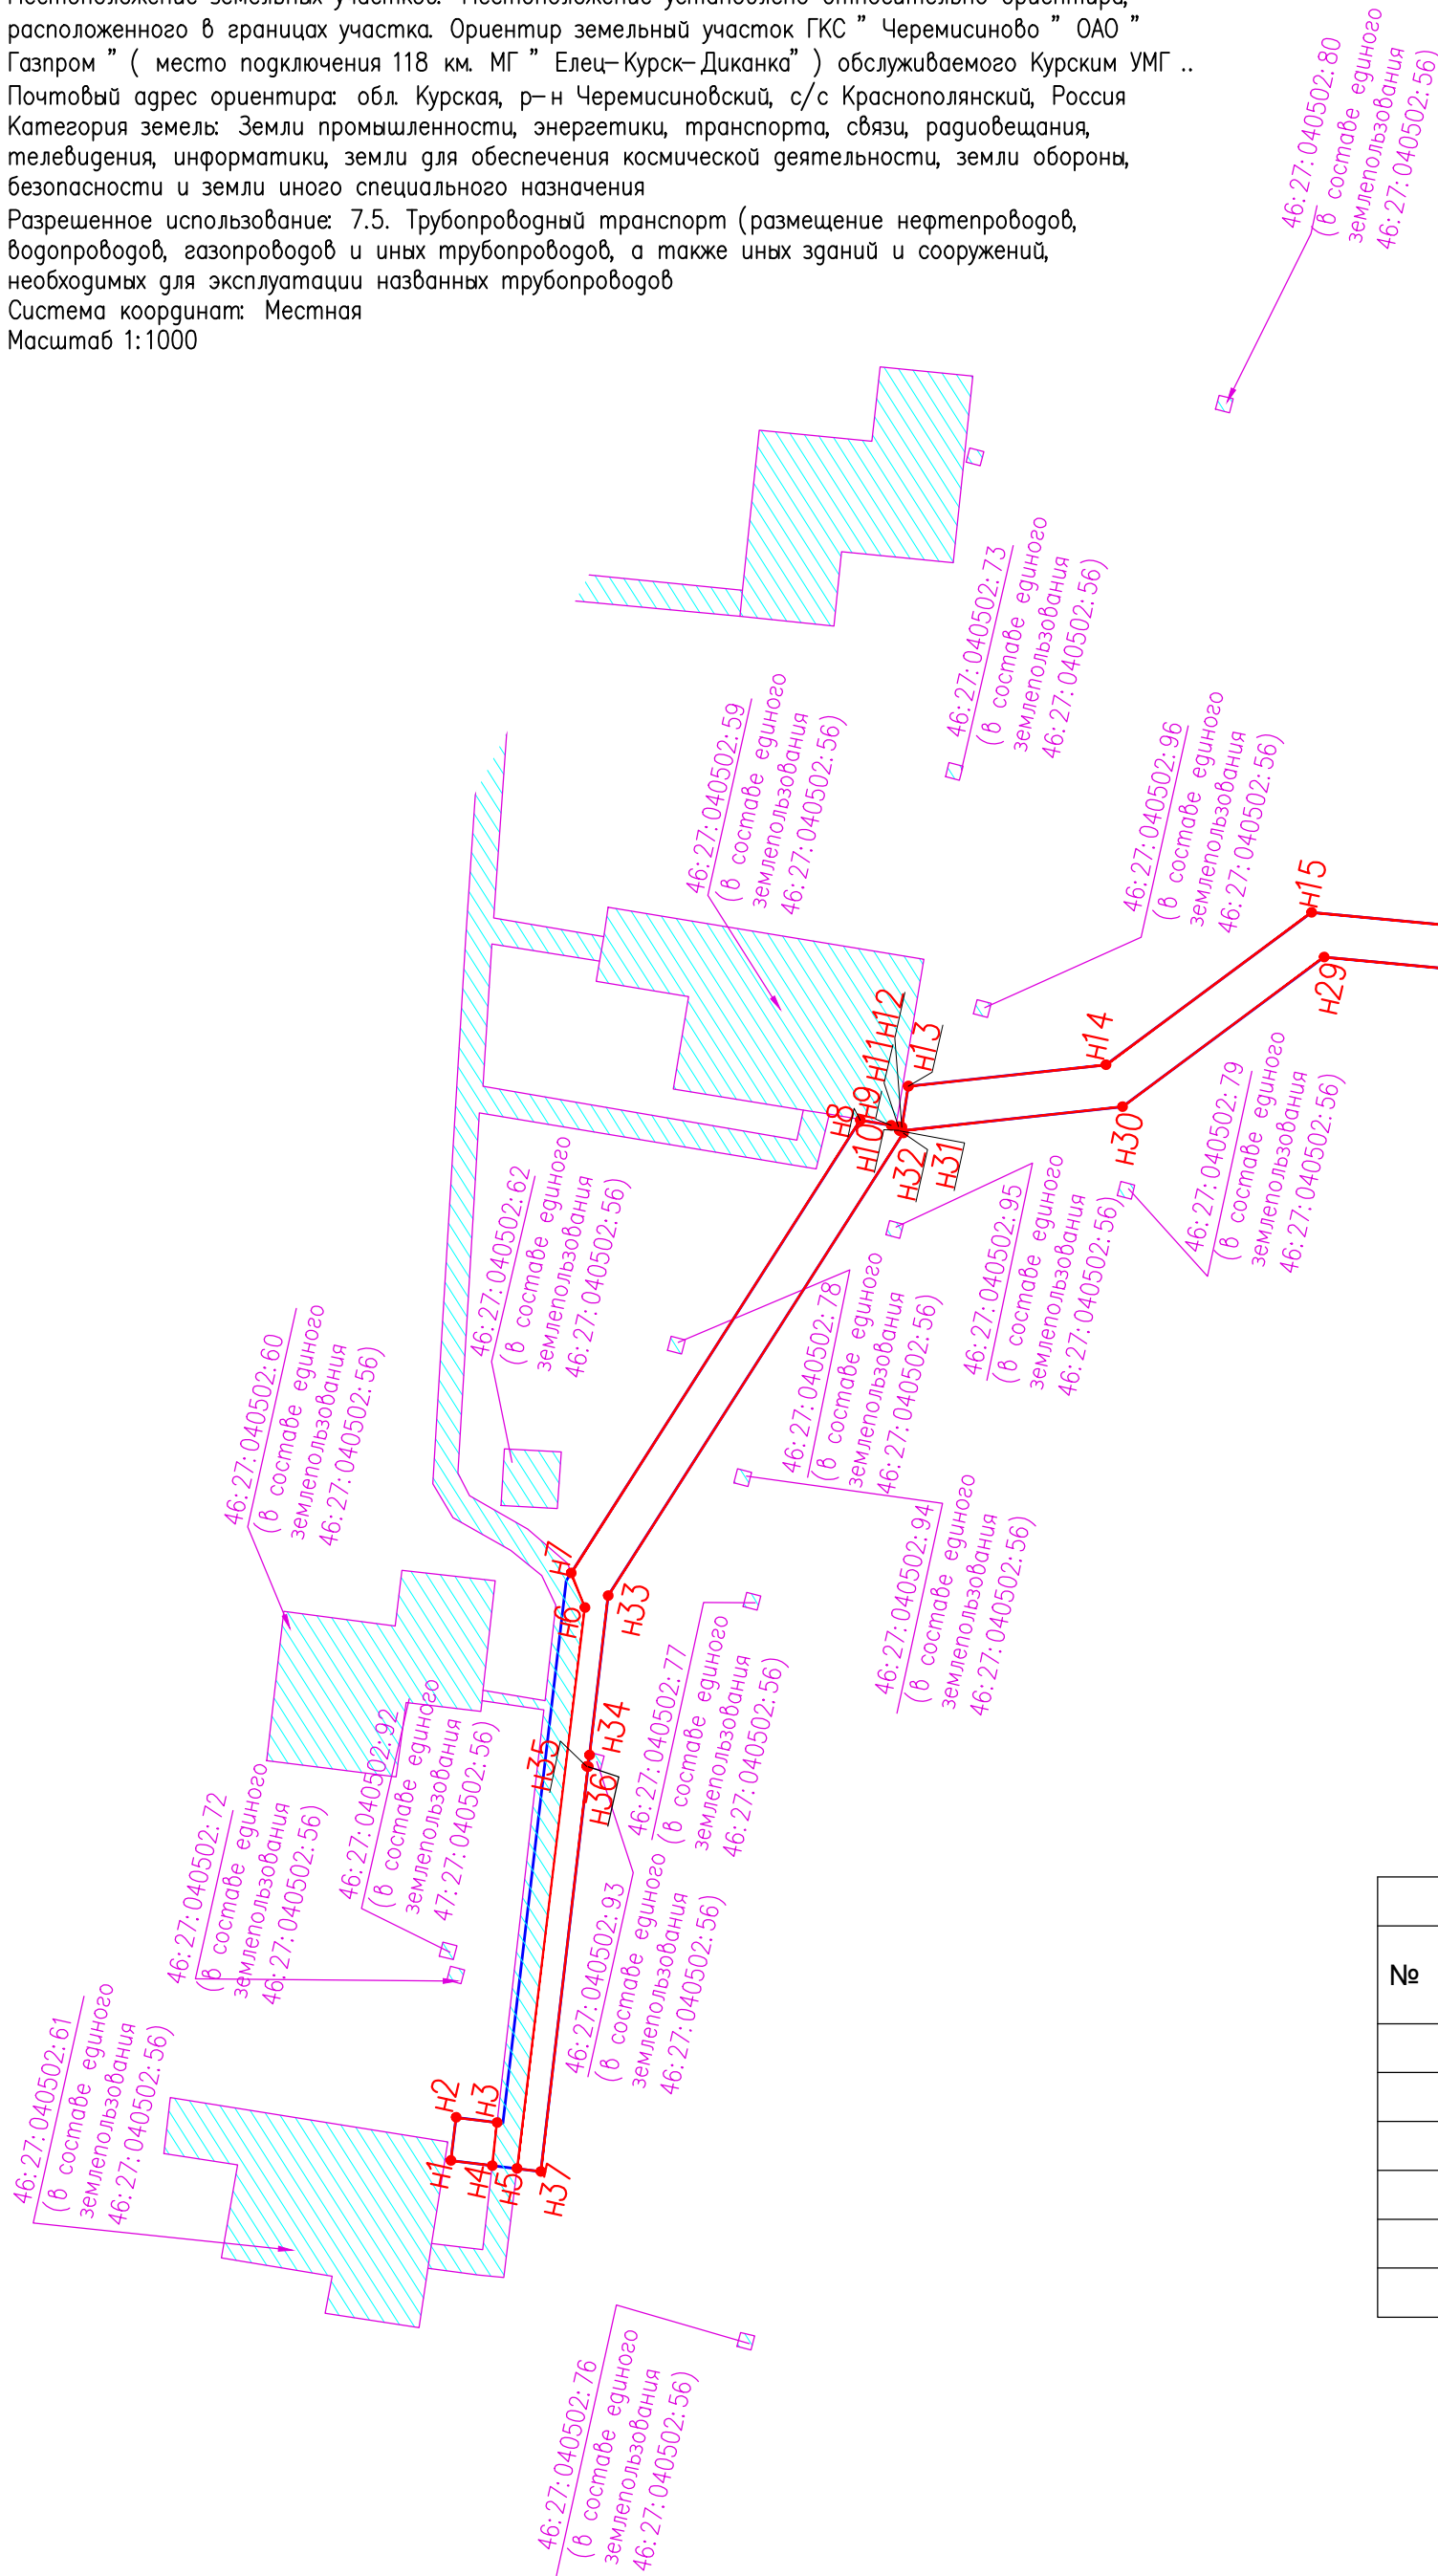 Местоположение земельных участков: Местоположение установлено относительно ориентира,
расположенного в границах участка. Ориентир земельный участок ГКС " Черемисиново " ОАО "
Газпром " ( место подключения 118 км. МГ " Елец-Курск-Диканка" ) обслуживаемого Курским УМГ ..
Почтовый адрес ориентира: обл. Курская, р-н Черемисиновский, с/с Краснополянский, Россия
Категория земель: Земли промышленности, энергетики, транспорта, связи, радиовещания,
телевидения, информатики, земли для обеспечения космической деятельности, земли обороны,
безопасности и земли иного специального назначения
Разрешенное использование: 7.5. Трубопроводный транспорт (размещение нефтепроводов,
водопроводов, газопроводов и иных трубопроводов, а также иных зданий и сооружений,
необходимых для эксплуатации названных трубопроводов
Система координат: Местная
Масштаб 1:1000
46:27:040502:80
(в составе единого
землепользования
46:27:040502:56)
46:27:040502:73
(в составе единого
землепользования
46:27:040502:56)
46:27:040502:59
(в составе единого
землепользования
46:27:040502:56)
46:27:040502:96
(в составе единого
землепользования
46:27:040502:56)
н15
н29
н14
н30
н13
н12
н11
н9
н8
н10
н32
н31
46:27:040502:79
(в составе единого
землепользования
46:27:040502:56)
46:27:040502:62
(в составе единого
землепользования
46:27:040502:56)
46:27:040502:95
(в составе единого
землепользования
46:27:040502:56)
46:27:040502:78
(в составе единого
землепользования
46:27:040502:56)
46:27:040502:60
(в составе единого
землепользования
46:27:040502:56)
46:27:040502:94
(в составе единого
землепользования
46:27:040502:56)
н7
н6
н33
н34
н35
н36
46:27:040502:77
(в составе единого
землепользования
46:27:040502:56)
46:27:040502:92
(в составе единого
землепользования
47:27:040502:56)
46:27:040502:72
(в составе единого
землепользования
46:27:040502:56)
46:27:040502:93
(в составе единого
землепользования
46:27:040502:56)
№
46:27:040502:61
(в составе единого
землепользования
46:27:040502:56)
н2
н3
н1
н4
н5
н37
46:27:040502:76
(в составе единого
землепользования
46:27:040502:56)